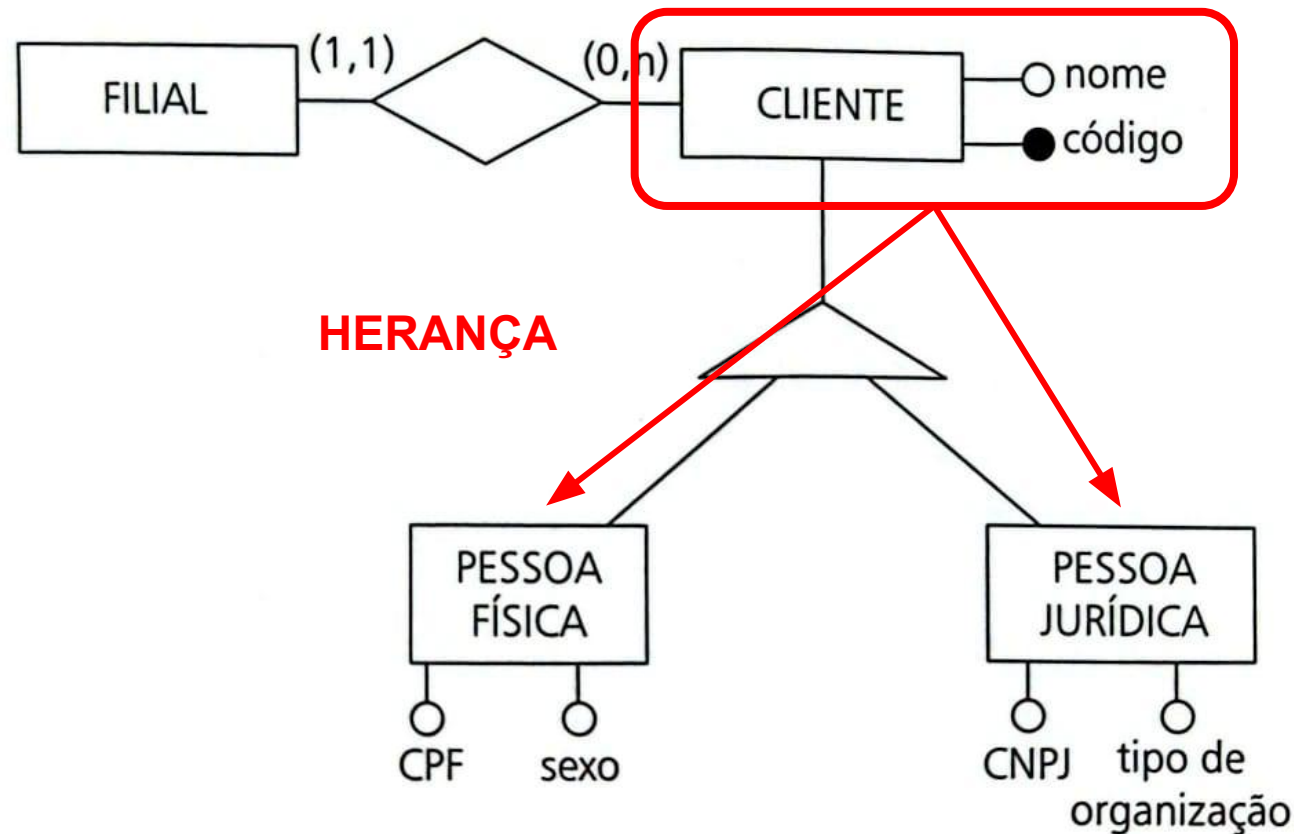 FILIAL
(1,1)
(0,n)
CLIENTE
nome
código
HERANÇA
PESSOA
FÍSICA
PESSOA
JURÍDICA
CPF
sexo
CNPJ
tipo de
organização